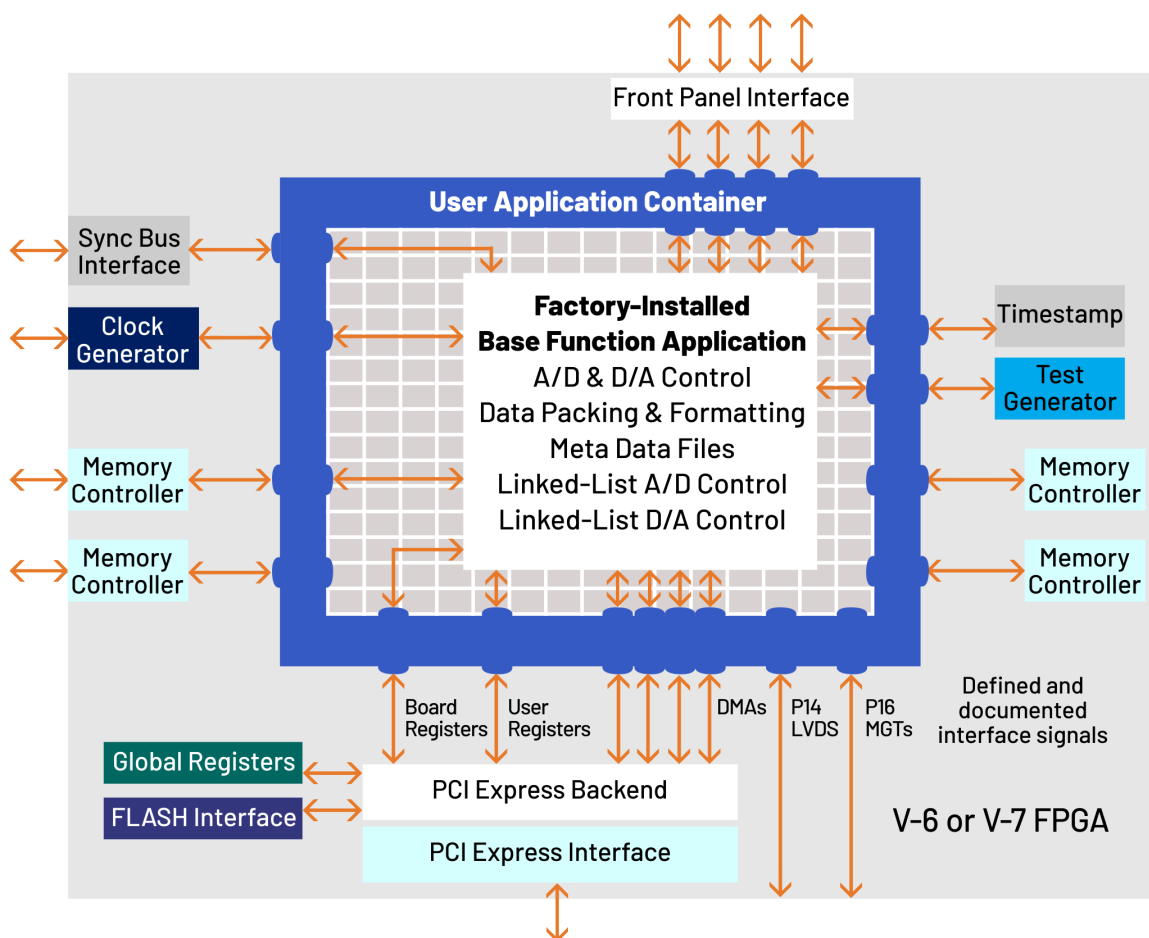 Front Panel Interface
User Application Container
Sync Bus
Interface
Clock
Generator
Memory
Controller
Memory
Controller
Factory-Installed
Base Function Application
A/D & D/A Control
Data Packing & Formatting
Meta Data Files
Linked-List A/D Control
Linked-List D/A Control
Timestamp
Test
Generator
Memory
Controller
Memory
Controller
Board
Registers
User
Registers
DMAs
P14
LVDS
P16
MGTs
Defined and
documented
interface signals
Global Registers
FLASH Interface
PCI Express Backend
PCI Express Interface
V-6 or V-7 FPGA